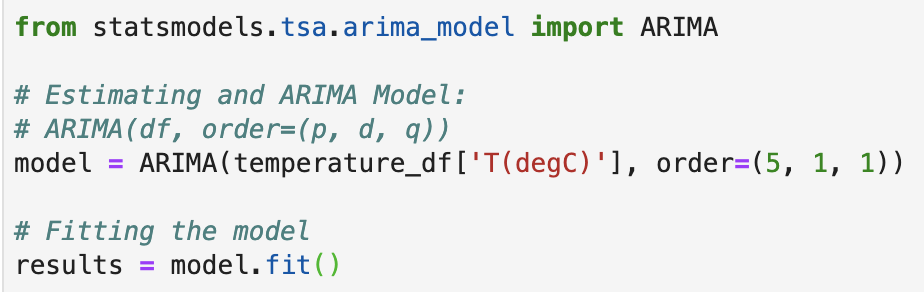 from statsmodels.tsa.arima_model import ARIMA
# Estimating and ARIMA Model:
# ARIMA(df, order=(p, d, q))
model = ARIMA(temperature_df['T(degC)'], order=(5, 1, 1))
# Fitting the model
results = model.fit()